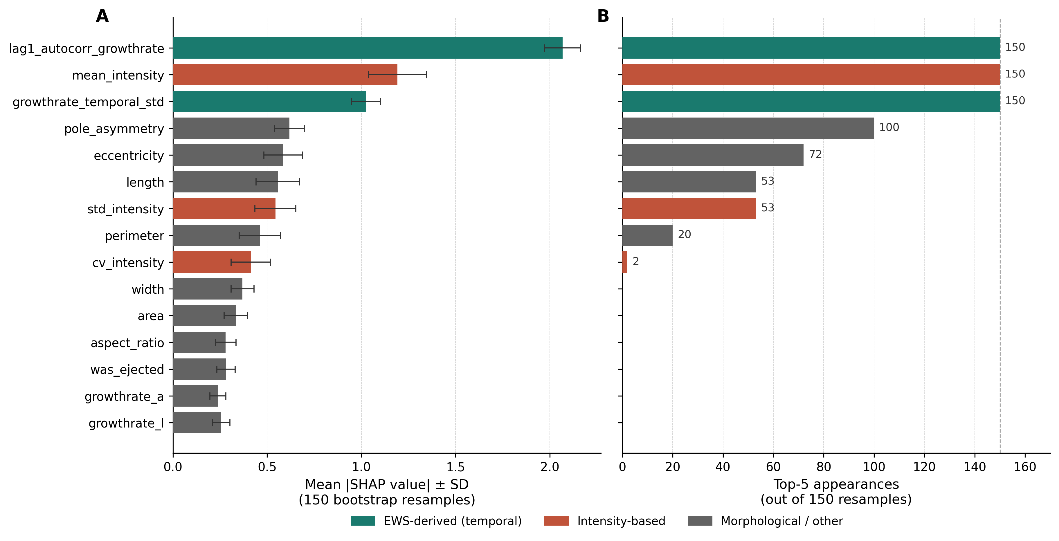 A
B
lag1_autocorr_growthrate
150
mean_intensity
150
growthrate_temporal_std
150
pole_asymmetry
100
eccentricity
72
length
53
std_intensity
53
perimeter
20
cv_intensity
2
width
area
aspect_ratio
was_ejected
growthrate_a
growthrate_l
0.0 0.5 1.0 1.5 2.0
0 20 40 60 80 100 120 140 160
Mean |SHAP value| ± SD
(150 bootstrap resamples)
Top-5 appearances
(out of 150 resamples)
EWS-derived (temporal) Intensity-based Morphological / other